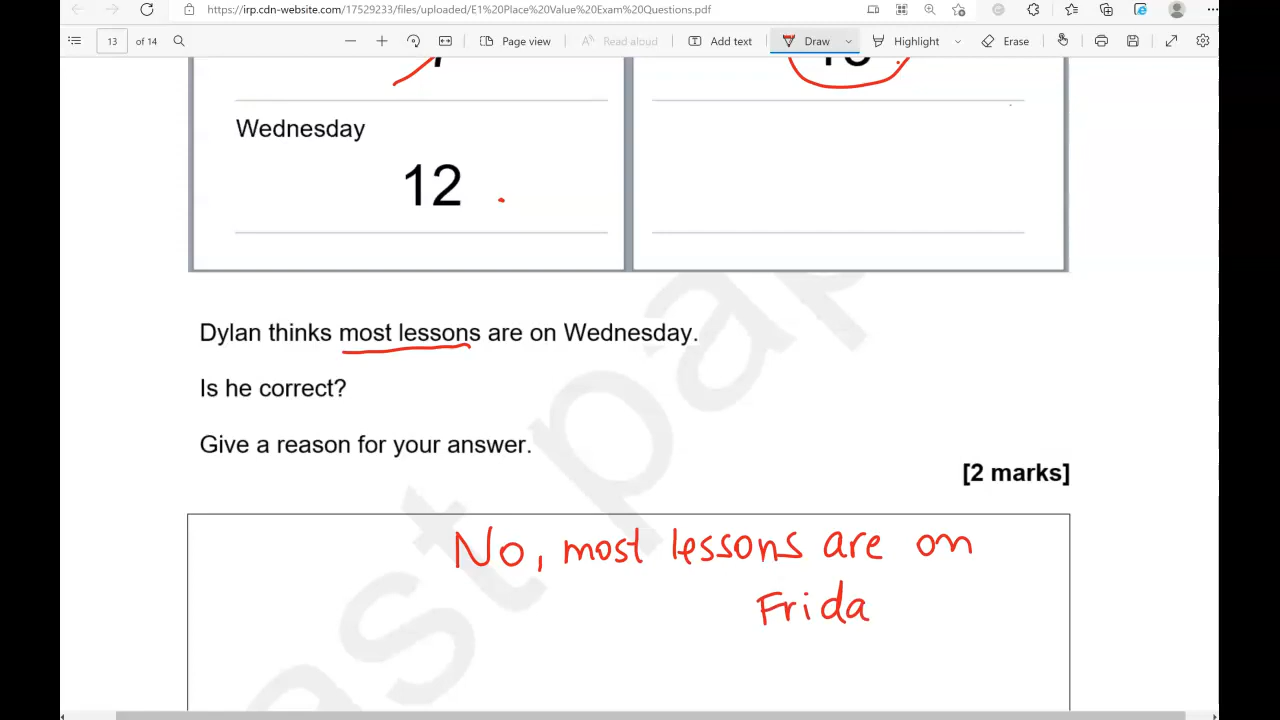 https://irp.cdn-website.com/17529233/files/uploaded/E1%20Place%20Value%20Exam%20Questions.pdf
13 of 14
Page view
Read aloud
Add text
Draw
Highlight
Erase
Wednesday
12
Dylan thinks most lessons are on Wednesday.
Is he correct?
Give a reason for your answer.
[2 marks]
No, most lessons are on
Frida